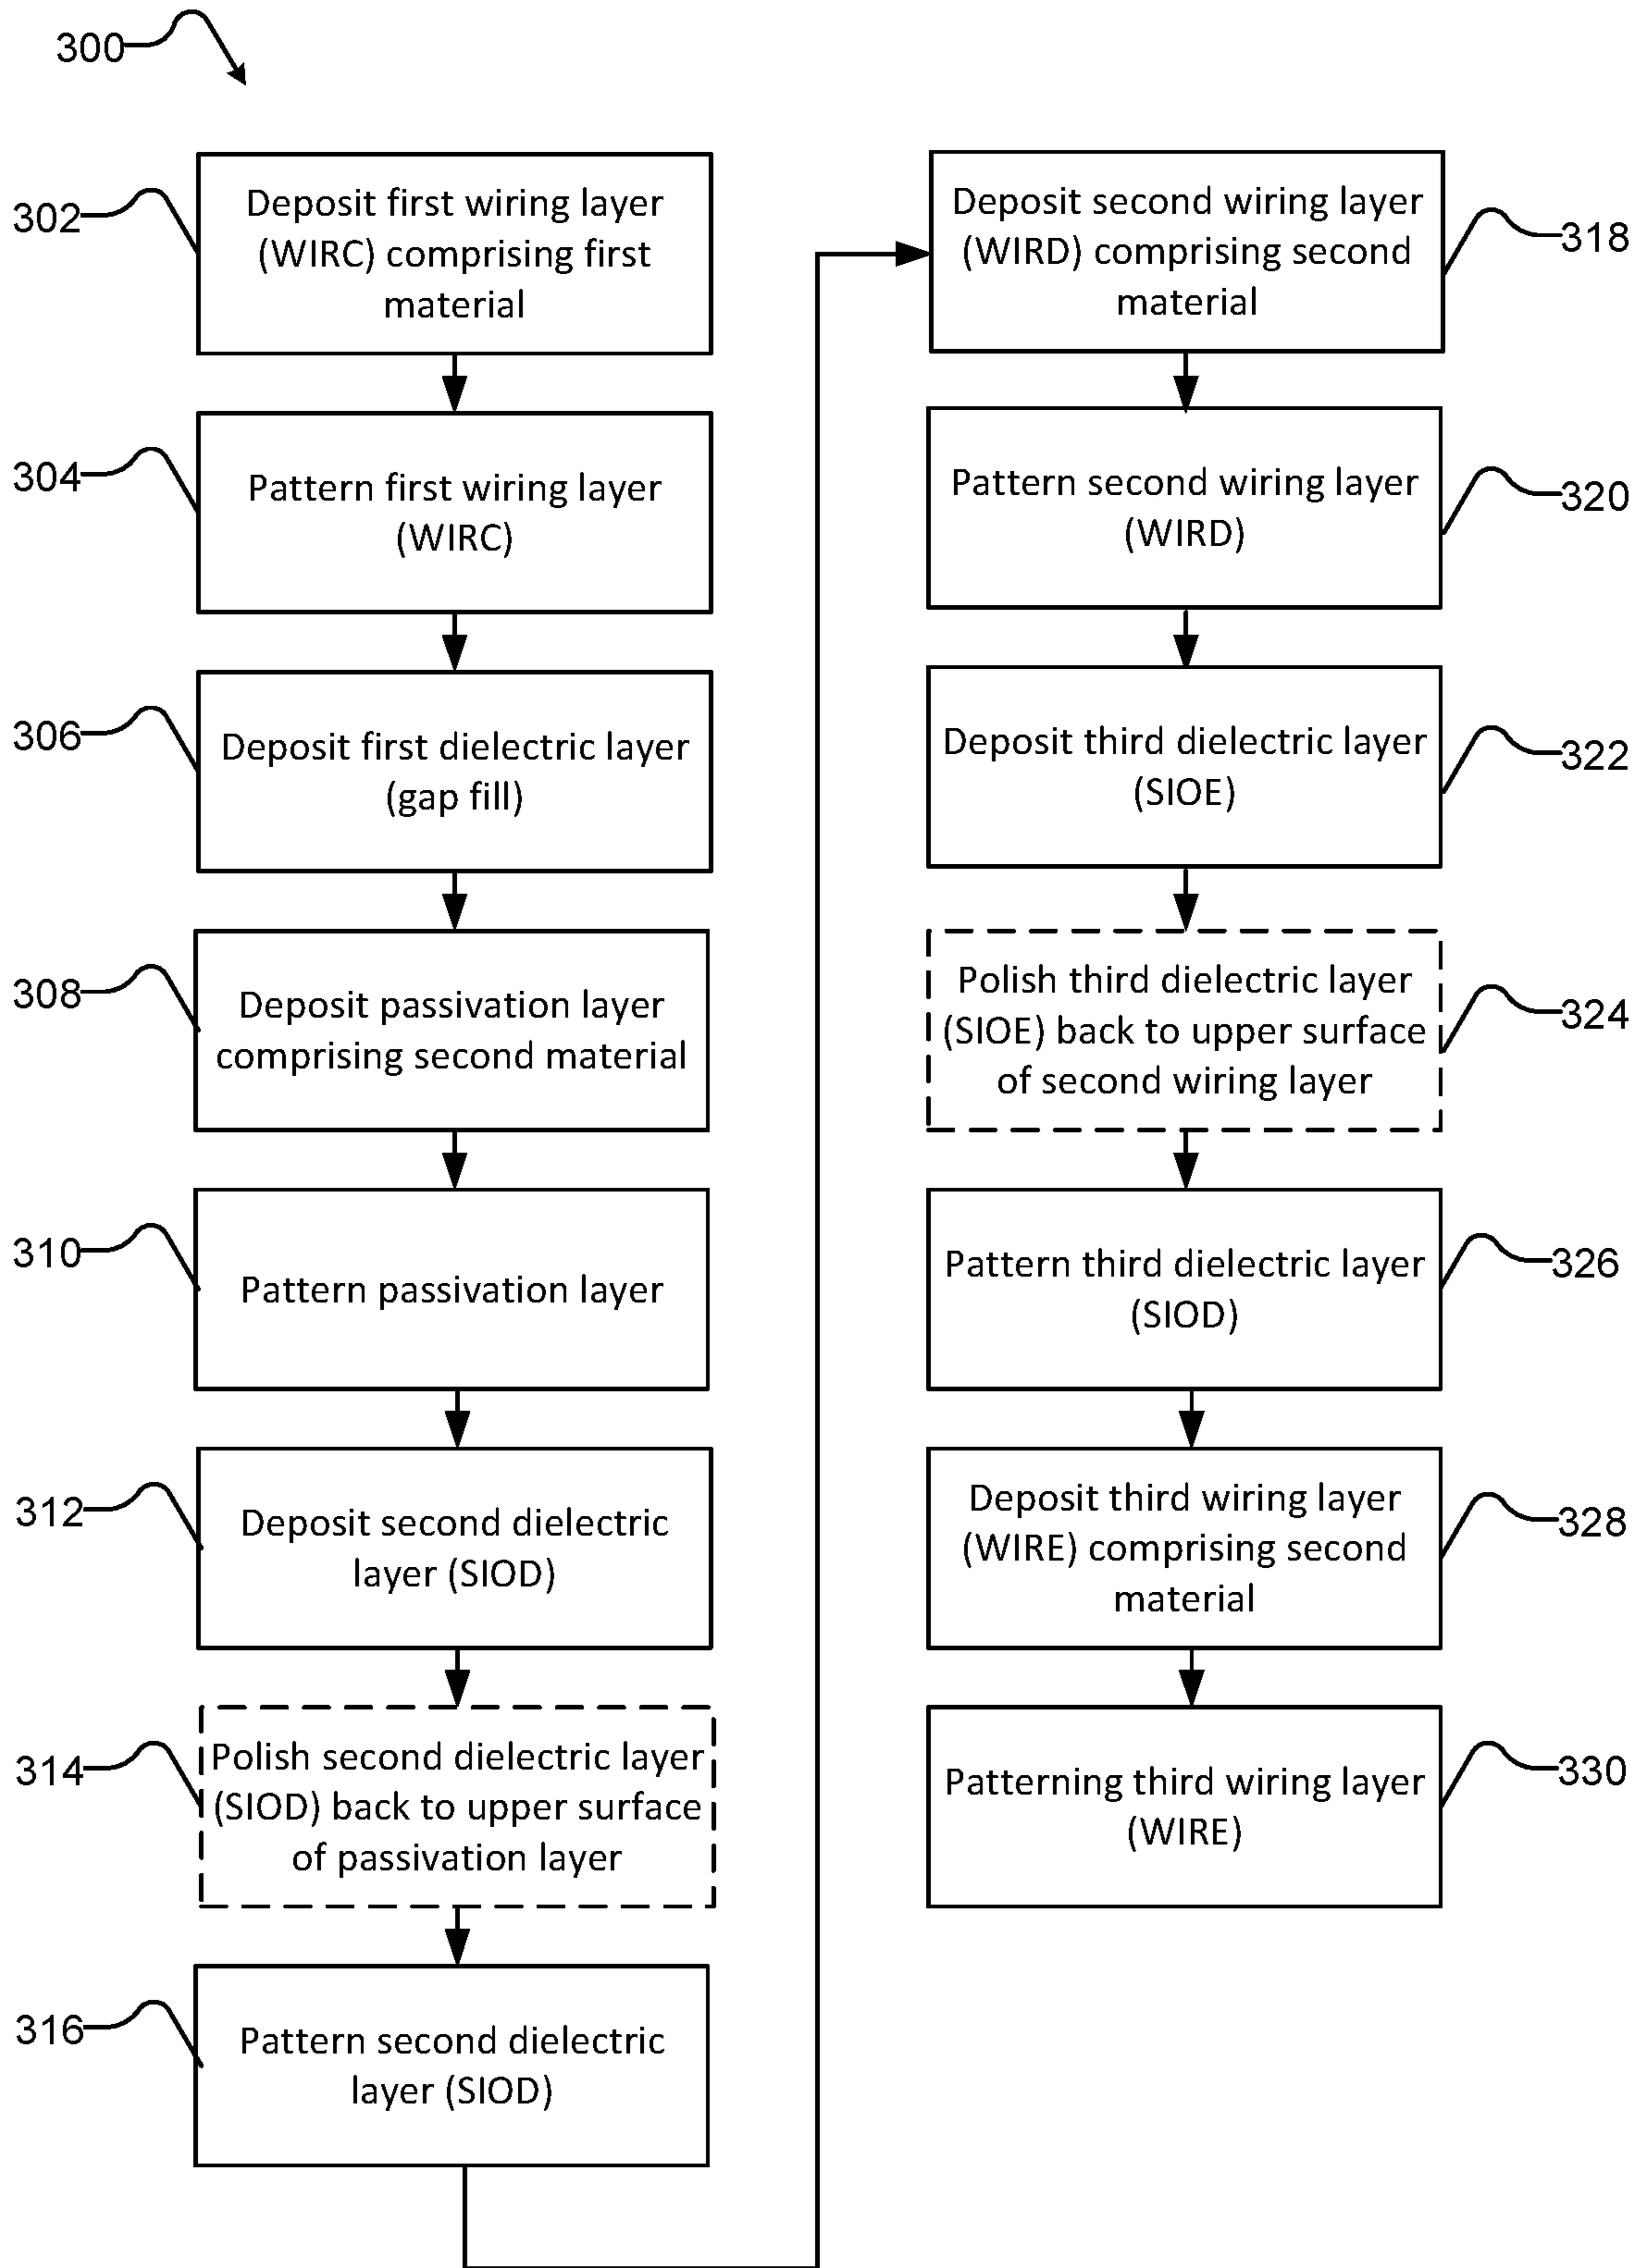 300
302
Deposit first wiring layer
(WIRC) comprising first
material
304
Pattern first wiring layer
(WIRC)
306
Deposit first dielectric layer
(gap fill)
308
Deposit passivation layer
comprising second material
310
Pattern passivation layer
312
Deposit second dielectric
layer (SIOD)
314
Polish second dielectric layer
(SIOD) back to upper surface
of passivation layer
316
Pattern second dielectric
layer (SIOD)
Deposit second wiring layer
(WIRD) comprising second
material
318
Pattern second wiring layer
(WIRD)
320
Deposit third dielectric layer
(SIOE)
322
Polish third dielectric layer
(SIOE) back to upper surface
of second wiring layer
324
Pattern third dielectric layer
(SIOD)
326
Deposit third wiring layer
(WIRE) comprising second
material
328
Patterning third wiring layer
(WIRE)
330